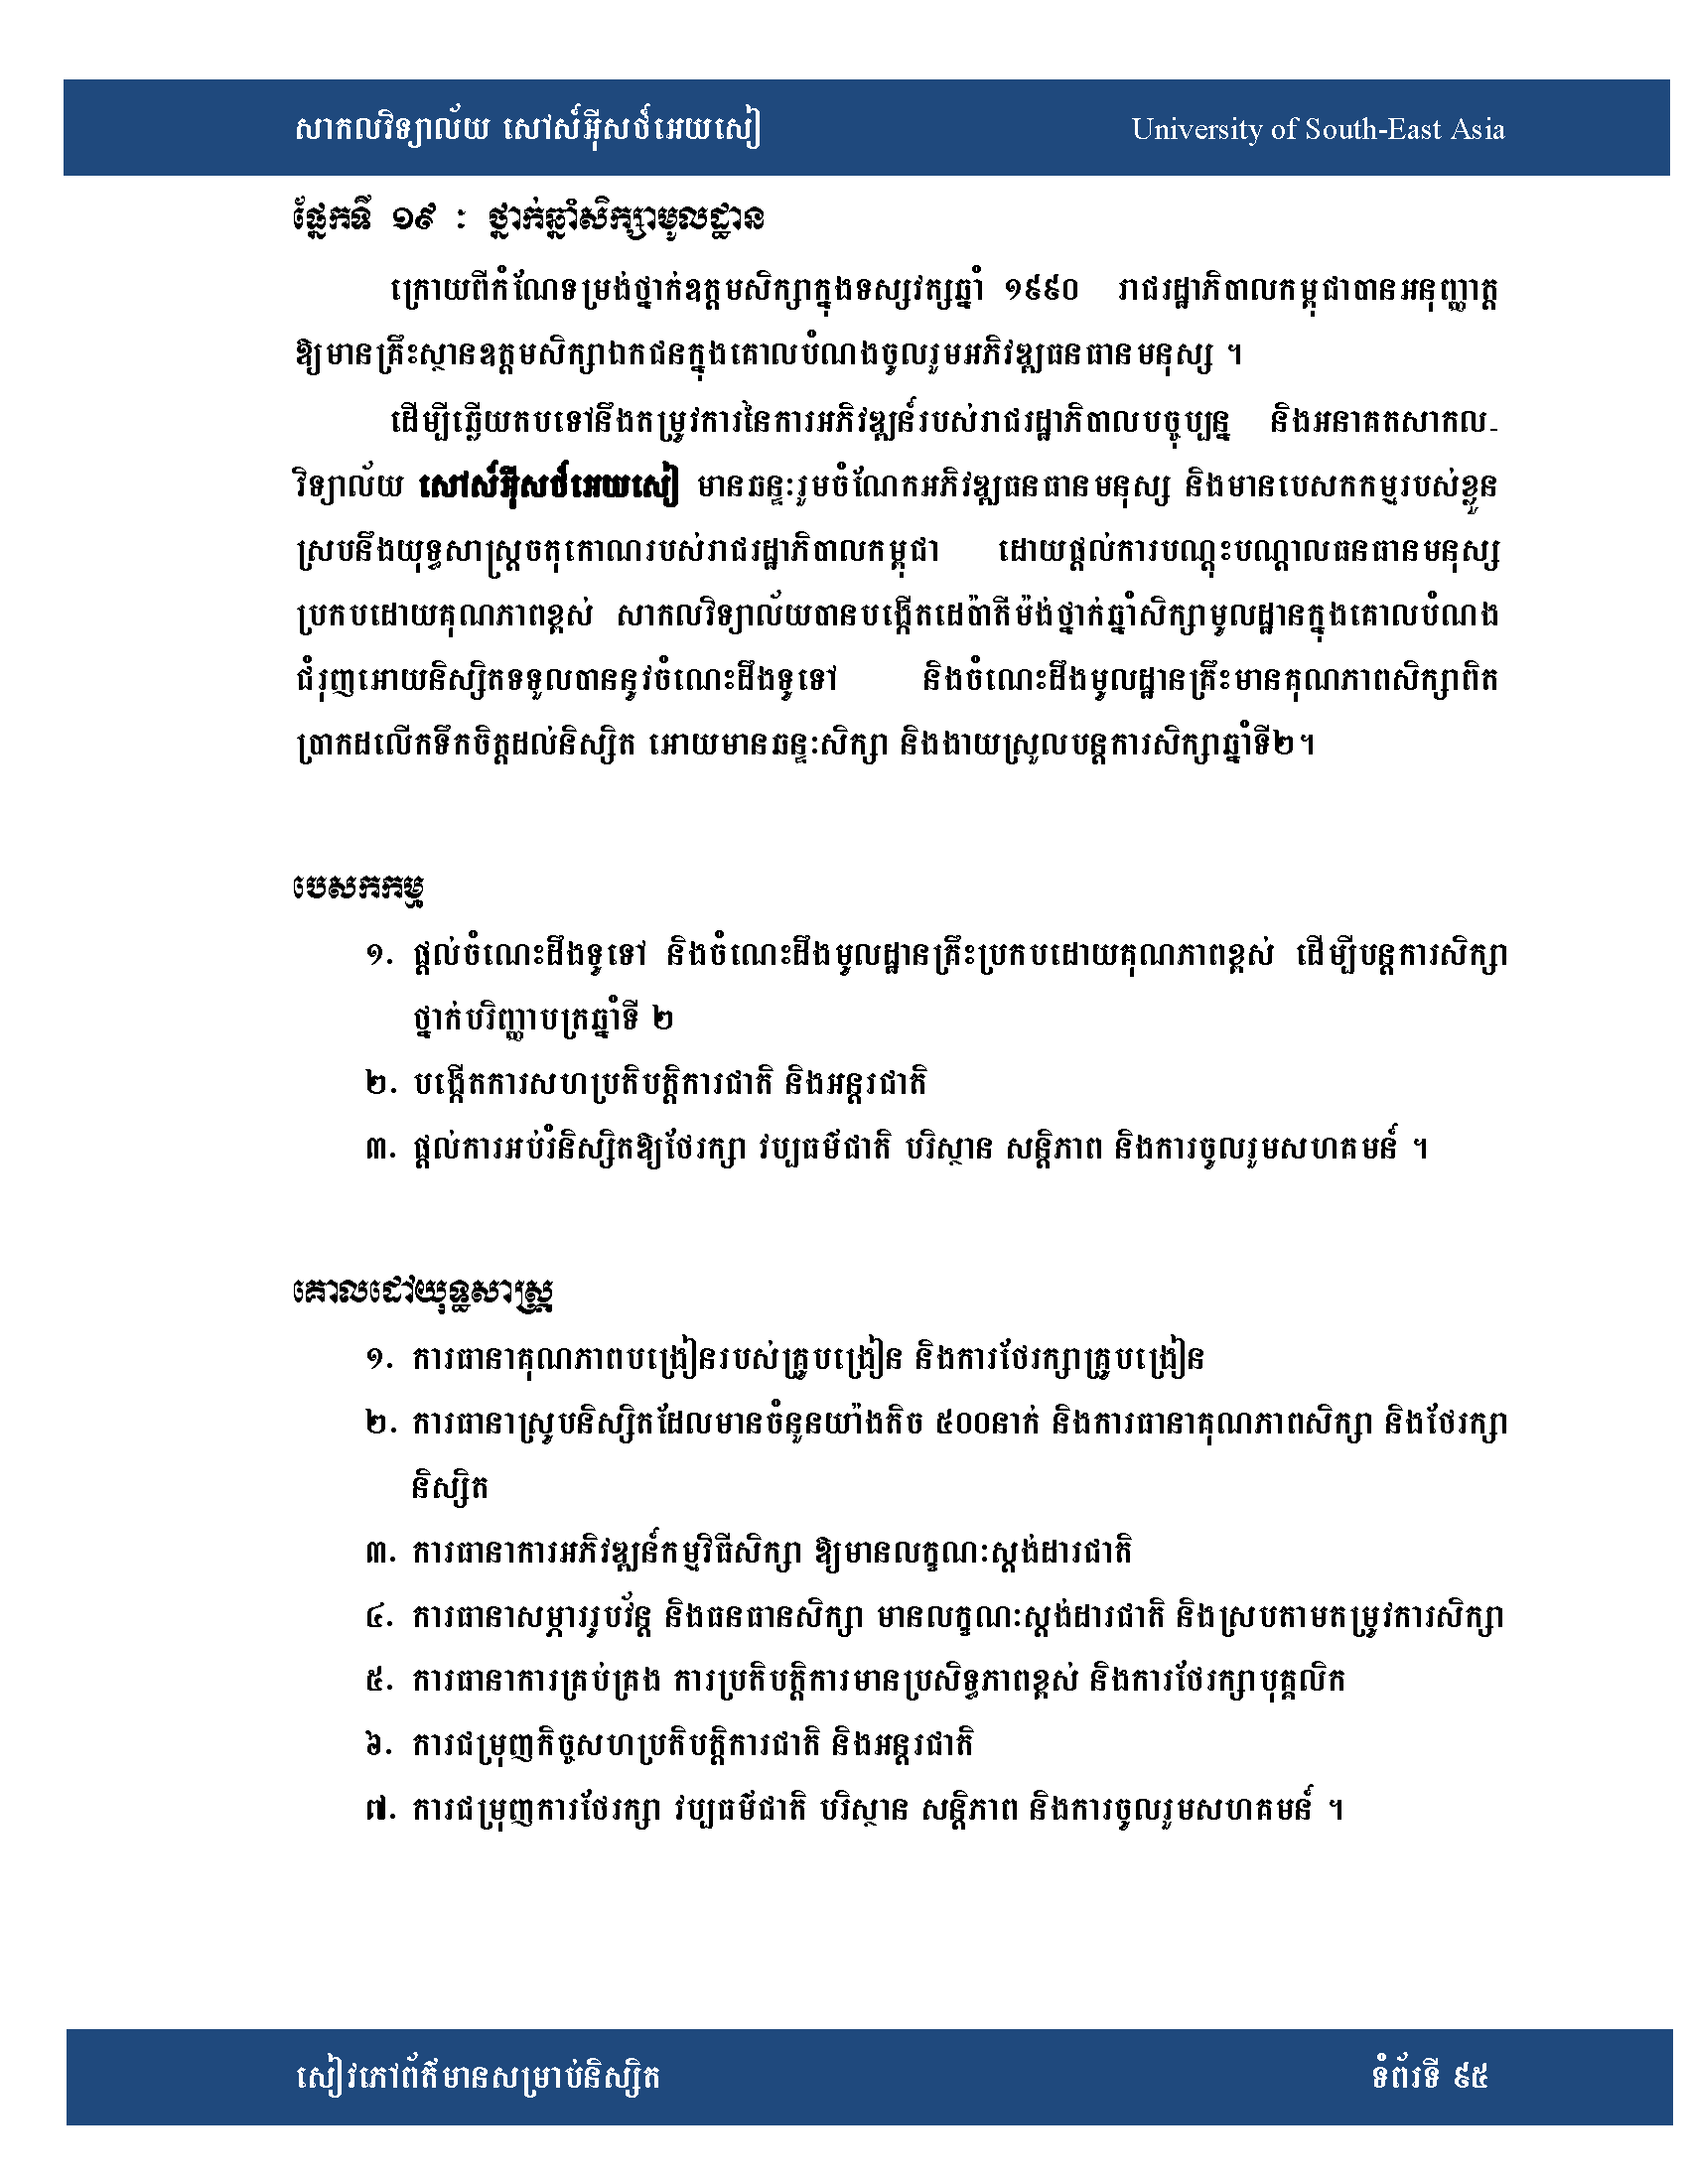 សាកលវិទ្យាល័យ សៅស៍អ៊ីសថ៍អេយសៀ University of South-East Asia
ផ្នែកទី ១៩ : ថ្នាក់ឆ្នាំសិក្សាមូលដ្ឋាន
ក្រោយពីកំណែទម្រង់ថ្នាក់ឧត្តមសិក្សាក្នុងទស្សវត្សឆ្នាំ ១៩៩០ រាជរដ្ឋាភិបាលកម្ពុជាបានអនុញ្ញាត្ត
ឱ្យមានគ្រឹះស្ថានឧត្តមសិក្សាឯកជនក្នុងគោលបំណងចូលរួមអភិវឌ្ឍធនធានមនុស្ស ។
ដើម្បីឆ្លើយតបទៅនឹងតម្រូវការនៃការអភិវឌ្ឍន៍របស់រាជរដ្ឋាភិបាលបច្ចុប្បន្ន និងអនាគតសាកល-
វិទ្យាល័យ សៅស៍អ៊ីសថ៍អេយសៀ មានឆន្ទៈរួមចំណែកអភិវឌ្ឍធនធានមនុស្ស និងមានបេសកកម្មរបស់ខ្លួន
ស្របនឹងយុទ្ធសាស្ត្រចតុកោណរបស់រាជរដ្ឋាភិបាលកម្ពុជា ដោយផ្តល់ការបណ្តុះបណ្តាលធនធានមនុស្ស
ប្រកបដោយគុណភាពខ្ពស់ សាកលវិទ្យាល័យបានបង្កើតដេប៉ាតឺម៉ង់ថ្នាក់ឆ្នាំសិក្សាមូលដ្ឋានក្នុងគោលបំណង
ជំរុញអោយនិស្សិតទទួលបាននូវចំណេះដឹងទូទៅ និងចំណេះដឹងមូលដ្ឋានគ្រឹះមានគុណភាពសិក្សាពិត
ប្រាកដលើកទឹកចិត្តដល់និស្សិត អោយមានឆន្ទៈសិក្សា និងងាយស្រួលបន្តការសិក្សាឆ្នាំទី២។
បេសកកម្ម
១. ផ្តល់ចំណេះដឹងទូទៅ និងចំណេះដឹងមូលដ្ឋានគ្រឹះប្រកបដោយគុណភាពខ្ពស់ ដើម្បីបន្តការសិក្សា
ថ្នាក់បរិញ្ញាបត្រឆ្នាំទី ២
២. បង្កើតការសហប្រតិបត្តិការជាតិ និងអន្តរជាតិ
៣. ផ្តល់ការអប់រំនិស្សិតឱ្យថែរក្សា វប្បធម៌ជាតិ បរិស្ថាន សន្តិភាព និងការចូលរួមសហគមន៍ ។
គោលដៅយុទ្ធសាស្ត្រ
១. ការធានាគុណភាពបង្រៀនរបស់គ្រូបង្រៀន និងការថែរក្សាគ្រូបង្រៀន
២. ការធានាស្រូបនិស្សិតដែលមានចំនួនយ៉ាងតិច ៥០០នាក់ និងការធានាគុណភាពសិក្សា និងថែរក្សា
និស្សិត
៣. ការធានាការអភិវឌ្ឍន៍កម្មវិធីសិក្សា ឱ្យមានលក្ខណៈស្តង់ដារជាតិ
៤. ការធានាសម្ភាររូបវ័ន្ត និងធនធានសិក្សា មានលក្ខណៈស្តង់ដារជាតិ និងស្របតាមតម្រូវការសិក្សា
៥. ការធានាការគ្រប់គ្រង ការប្រតិបត្តិការមានប្រសិទ្ធភាពខ្ពស់ និងការថែរក្សាបុគ្គលិក
៦. ការជម្រុញកិច្ចសហប្រតិបត្តិការជាតិ និងអន្តរជាតិ
៧. ការជម្រុញការថែរក្សា វប្បធម៌ជាតិ បរិស្ថាន សន្តិភាព និងការចូលរួមសហគមន៍ ។
សៀវភៅព័ត៌មានសម្រាប់និស្សិត ទំព័រទី ៩៥